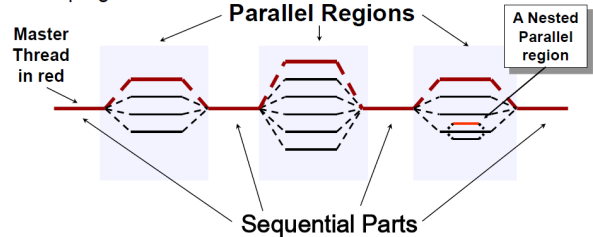 Parallel Regions
Master
Thread
in red
A Nested
Parallel
region
Sequential Parts